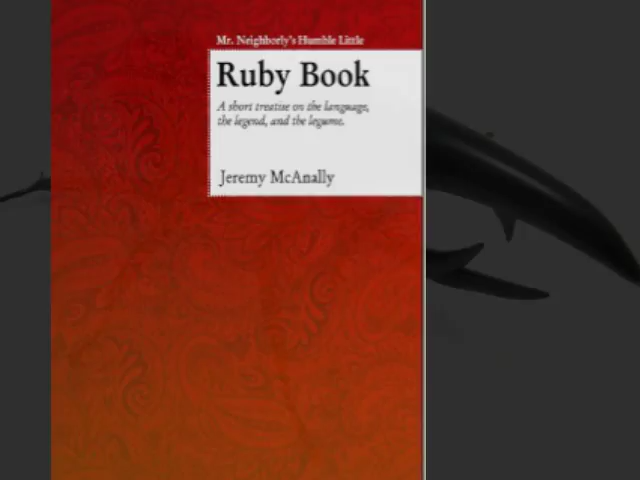 Mr. Neighborly's Humble Little
Ruby Book
A short treatise on the language,
the legend, and the legume.
Jeremy McAnally